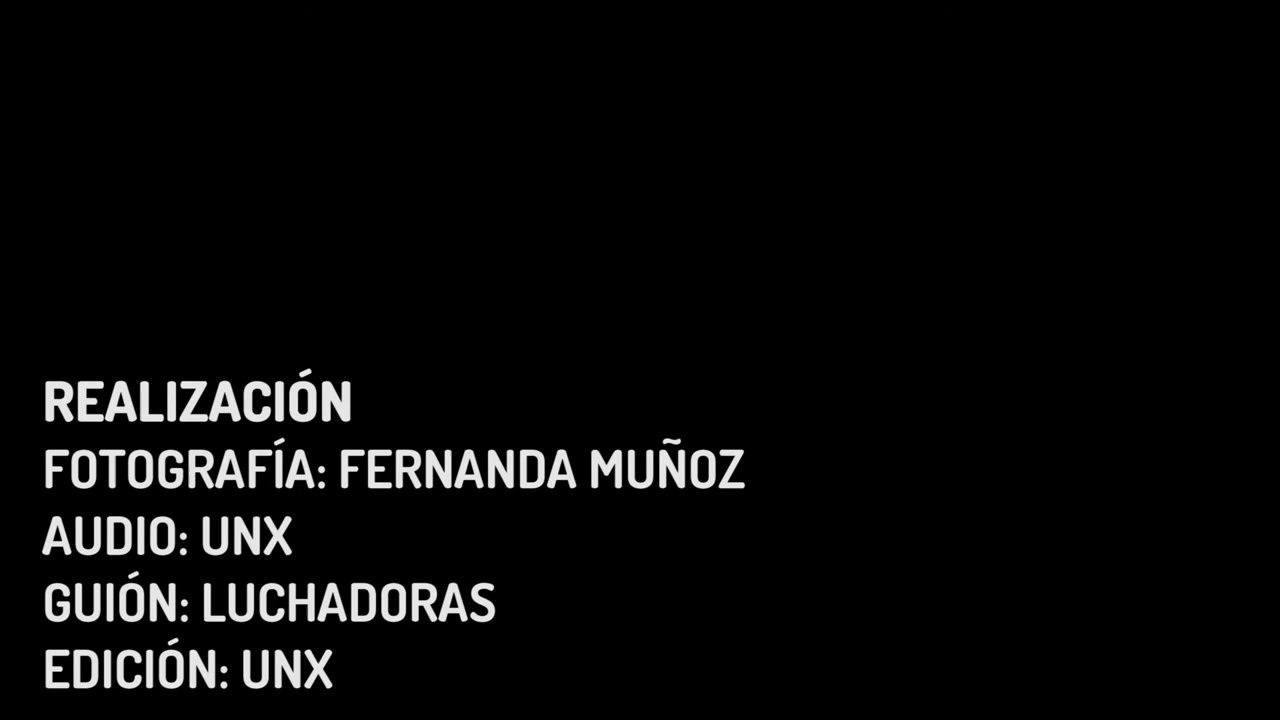 REALIZACIÓN
FOTOGRAFÍA: FERNANDA MUÑOZ
AUDIO: UNX
GUIÓN: LUCHADORAS
EDICIÓN: UNX